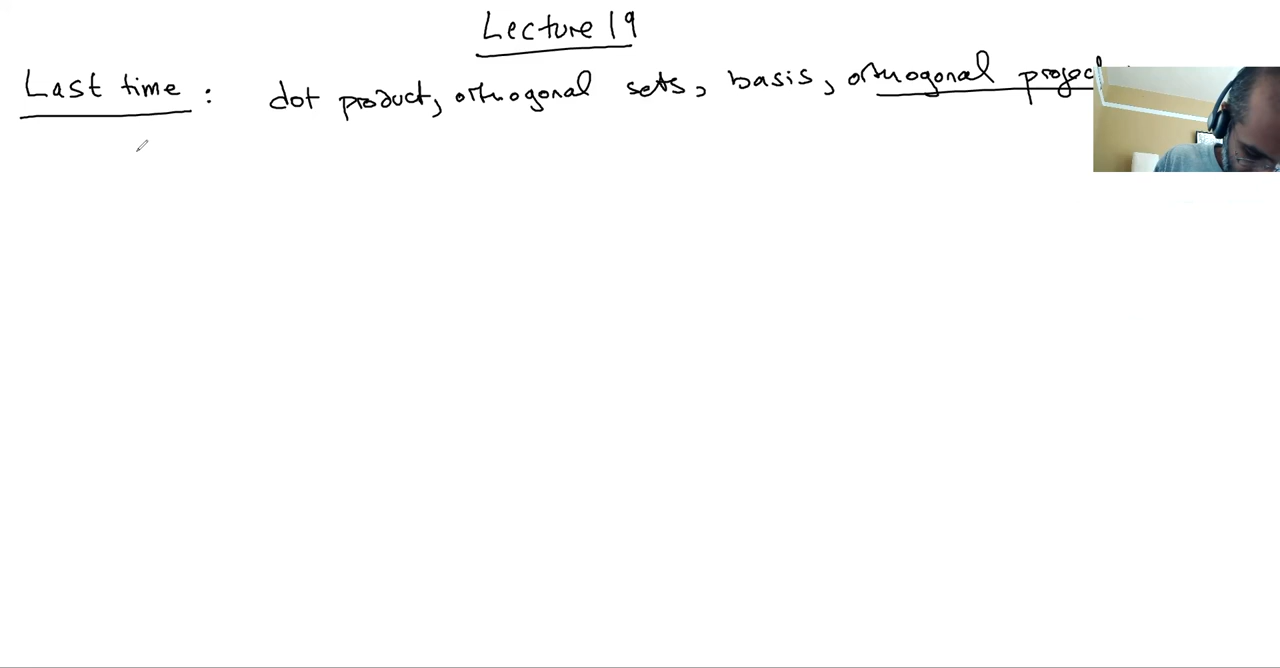 Lecture 19
Last time : dot product, orthogonal sets, basis, orthogonal